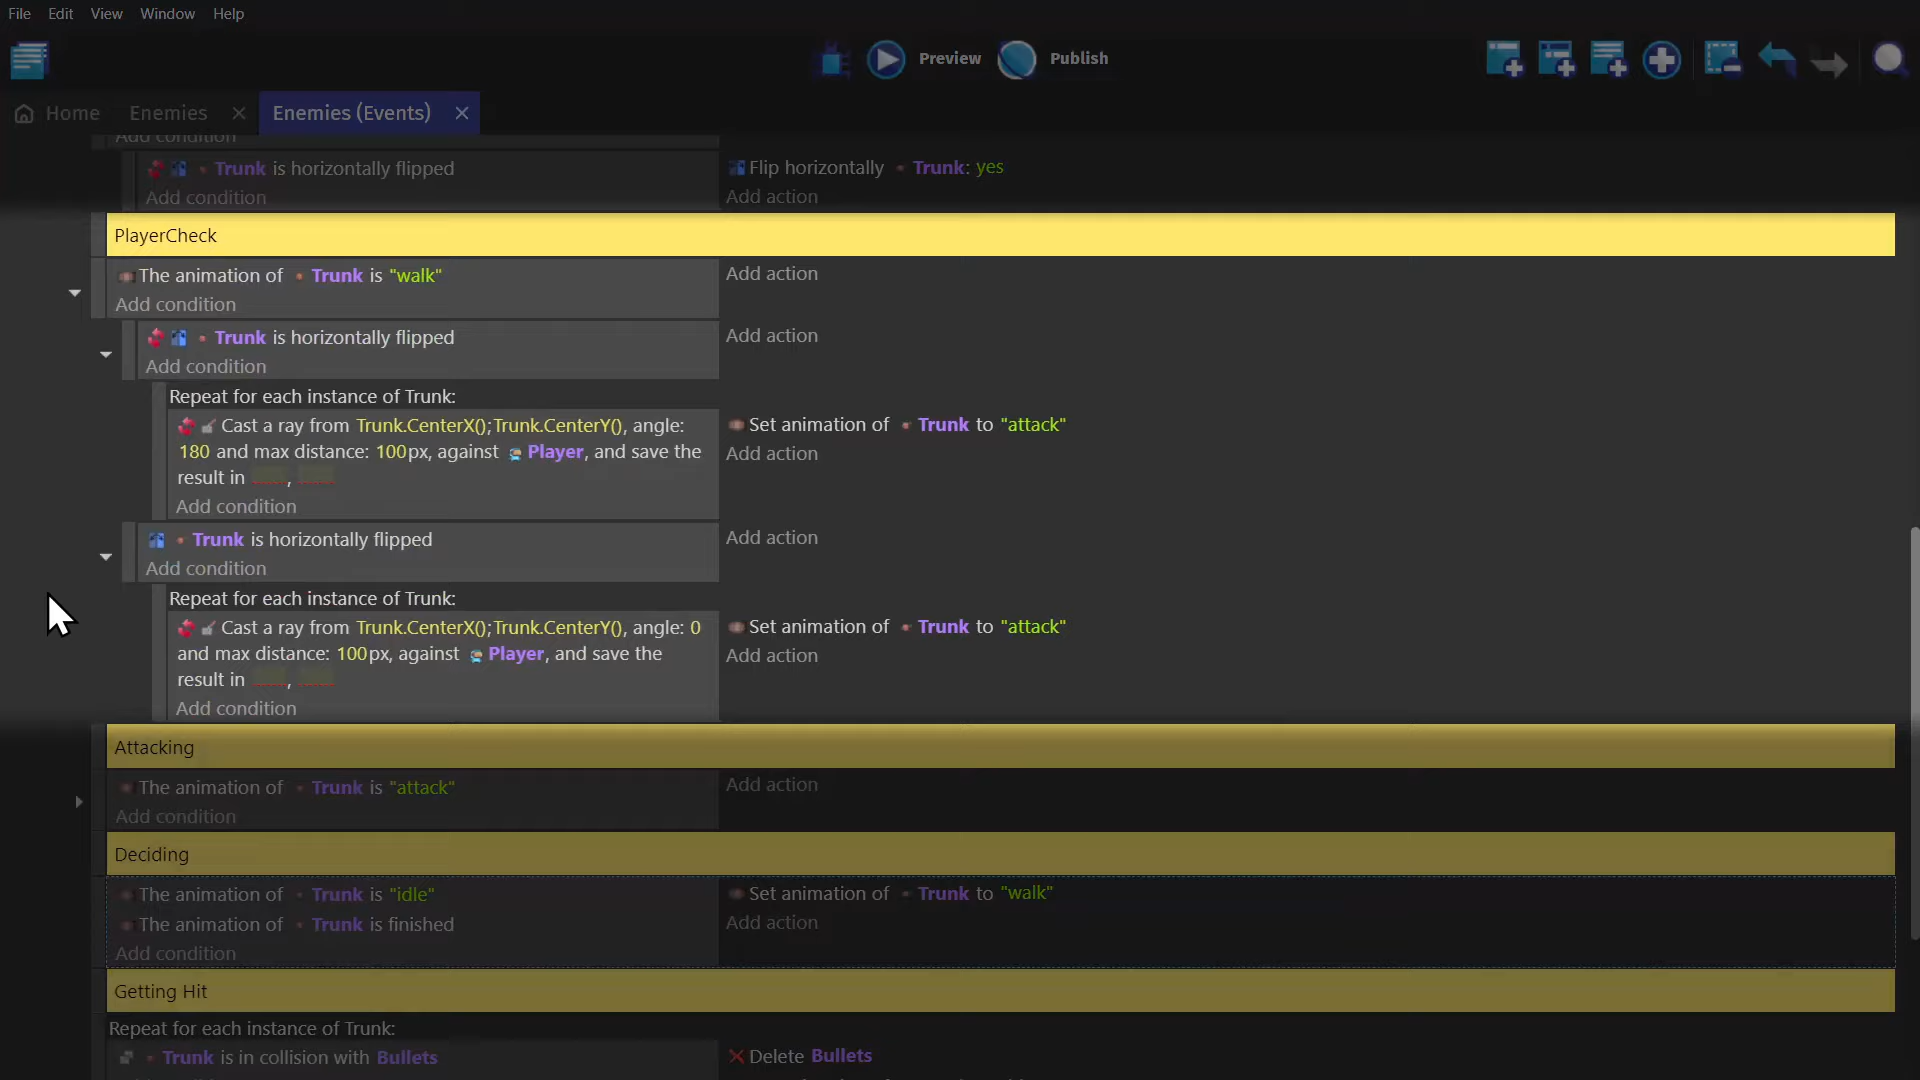 File Edit View Window Help
Preview Publish
Home Enemies Enemies (Events)
Add condition
Trunk is horizontally flipped
Flip horizontally Trunk: yes
Add condition
Add action
PlayerCheck
The animation of Trunk is "walk"
Add action
Add condition
Trunk is horizontally flipped
Add action
Add condition
Repeat for each instance of Trunk:
Cast a ray from Trunk.CenterX();Trunk.CenterY(), angle:
180 and max distance: 100px, against Player, and save the
result in ,
Set animation of Trunk to "attack"
Add action
Add condition
Trunk is horizontally flipped
Add action
Add condition
Repeat for each instance of Trunk:
Cast a ray from Trunk.CenterX();Trunk.CenterY(), angle: 0
and max distance: 100px, against Player, and save the
result in ,
Set animation of Trunk to "attack"
Add action
Add condition
Attacking
The animation of Trunk is "attack"
Add action
Add condition
Deciding
The animation of Trunk is "idle"
The animation of Trunk is finished
Set animation of Trunk to "walk"
Add action
Add condition
Getting Hit
Repeat for each instance of Trunk:
Trunk is in collision with Bullets
Delete Bullets